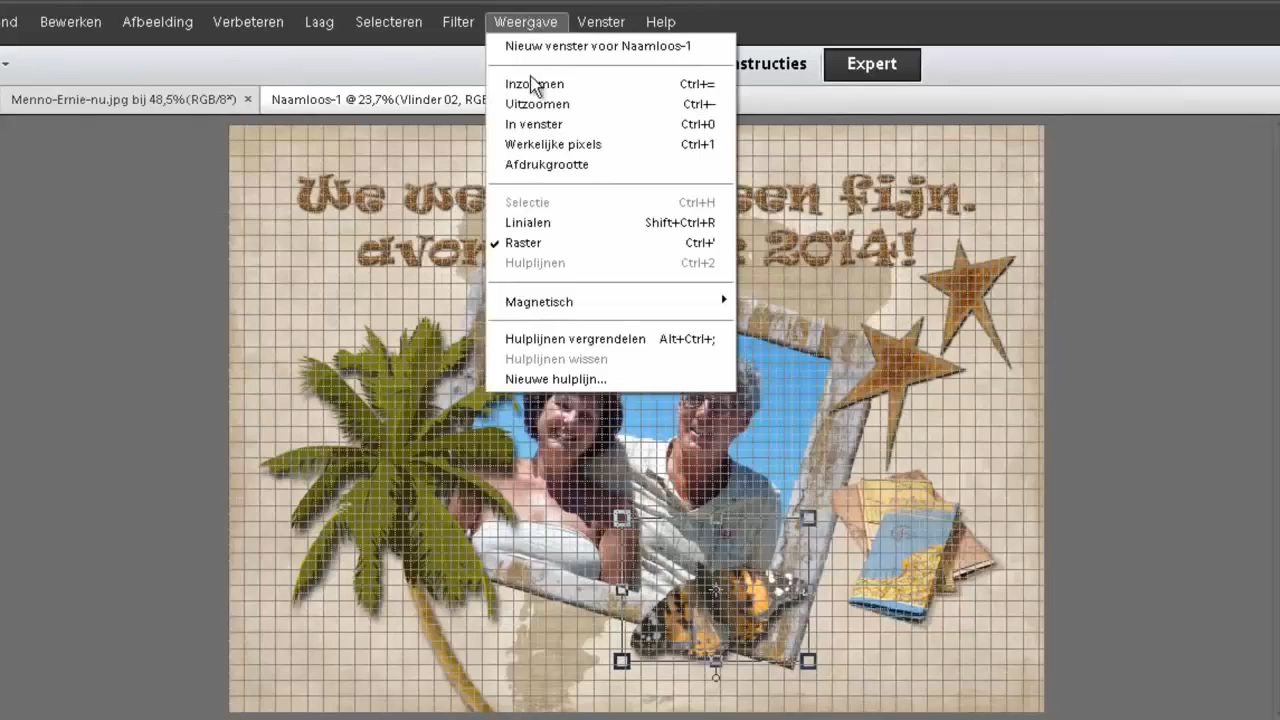 nd Bewerken Afbeelding Verbeteren Laag Selecteren Filter Weergave Venster Help
Nieuw venster voor Naamloos-1
structies Expert
Inzoomen Ctrl+=
Menno-Ernie-nu.jpg bij 48,5%(RGB/8*) × Naamloos-1 @ 23,7%(Vlinder 02, RGB
Uitzoomen Ctrl+-
In venster Ctrl+0
Werkelijke pixels Ctrl+1
Afdrukgrootte
Selectie Ctrl+H
We we sen fijn.
Linialen Shift+Ctrl+R
Raster Ctrl+'
avon 2014!
Hulplijnen Ctrl+2
Magnetisch
Hulplijnen vergrendelen Alt+Ctrl+;
Hulplijnen wissen
Nieuwe hulplijn...